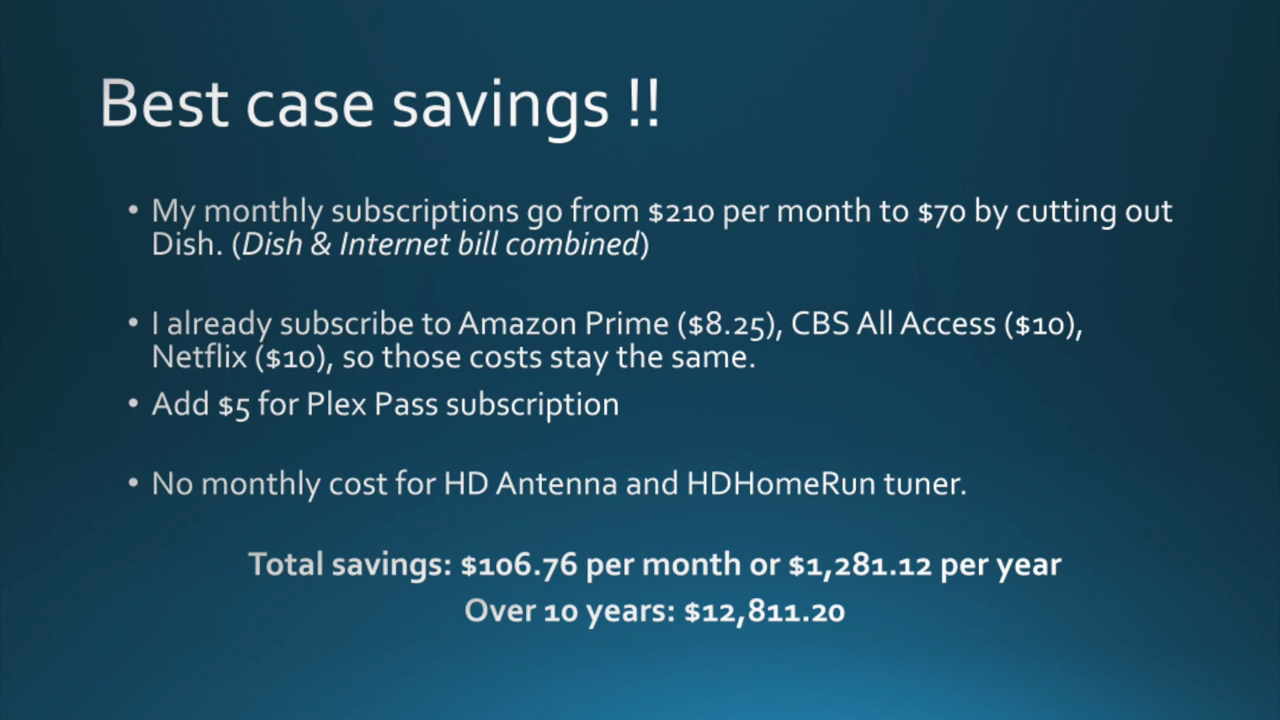 Best case savings !!
• My monthly subscriptions go from $210 per month to $70 by cutting out
Dish. (Dish & Internet bill combined)
• I already subscribe to Amazon Prime ($8.25), CBS All Access ($10),
Netflix ($10), so those costs stay the same.
• Add $5 for Plex Pass subscription
• No monthly cost for HD Antenna and HDHomeRun tuner.
Total savings: $106.76 per month or $1,281.12 per year
Over 10 years: $12,811.20